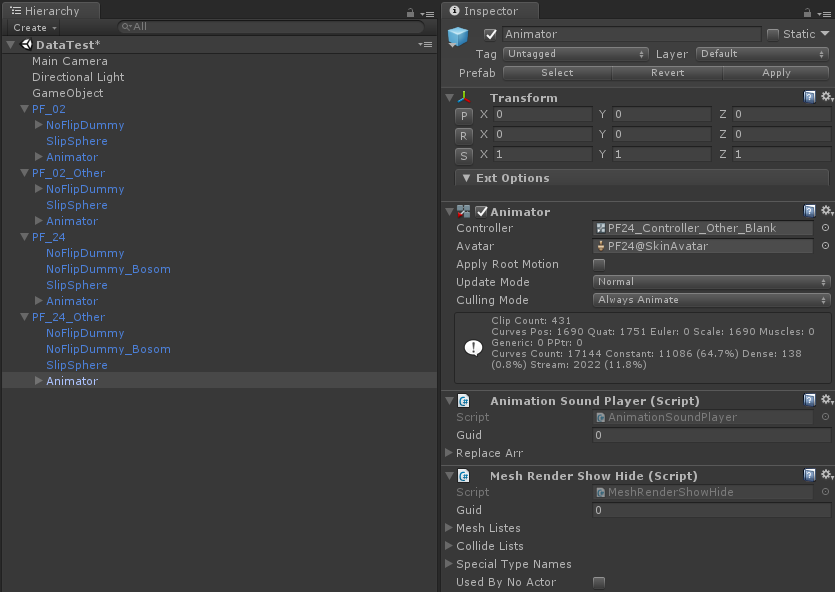 Hierarchy
Create
All
DataTest*
Main Camera
Directional Light
GameObject
PF_02
NoFlipDummy
SlipSphere
Animator
PF_02_Other
NoFlipDummy
SlipSphere
Animator
PF_24
NoFlipDummy
NoFlipDummy_Bosom
SlipSphere
Animator
PF_24_Other
NoFlipDummy
NoFlipDummy_Bosom
SlipSphere
Animator
Inspector
Animator Static
Tag Untagged Layer Default
Prefab Select Revert Apply
Transform
P X 0 Y 0 Z 0
R X 0 Y 0 Z 0
S X 1 Y 1 Z 1
Ext Options
Animator
Controller PF24_Controller_Other_Blank
Avatar PF24@SkinAvatar
Apply Root Motion
Update Mode Normal
Culling Mode Always Animate
Clip Count: 431
Curves Pos: 1690 Quat: 1751 Euler: 0 Scale: 1690 Muscles: 0
Generic: 0 PPtr: 0
Curves Count: 17144 Constant: 11086 (64.7%) Dense: 138
(0.8%) Stream: 2022 (11.8%)
Animation Sound Player (Script)
Script AnimationSoundPlayer
Guid 0
Replace Arr
Mesh Render Show Hide (Script)
Script MeshRenderShowHide
Guid 0
Mesh Listes
Collide Lists
Special Type Names
Used By No Actor